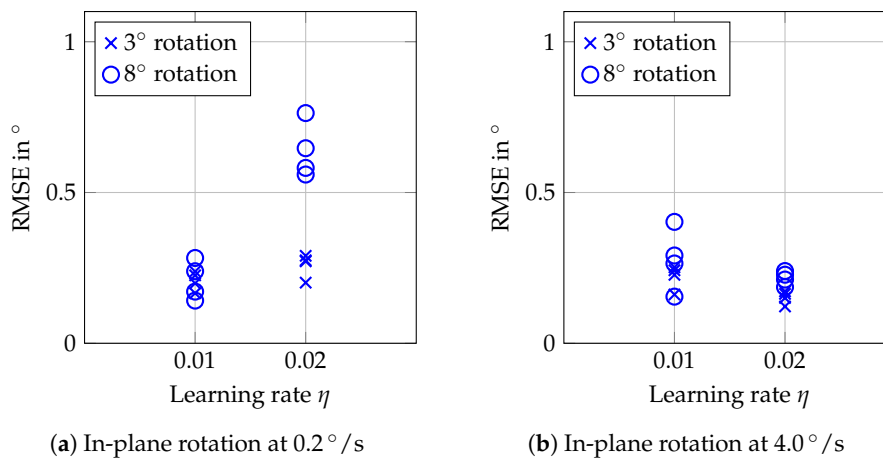 1
0.5
0
RMSE in °
3° rotation
8° rotation
0.01
0.02
Learning rate η
(a) In-plane rotation at 0.2 °/s
1
0.5
0
RMSE in °
3° rotation
8° rotation
0.01
0.02
Learning rate η
(b) In-plane rotation at 4.0 °/s